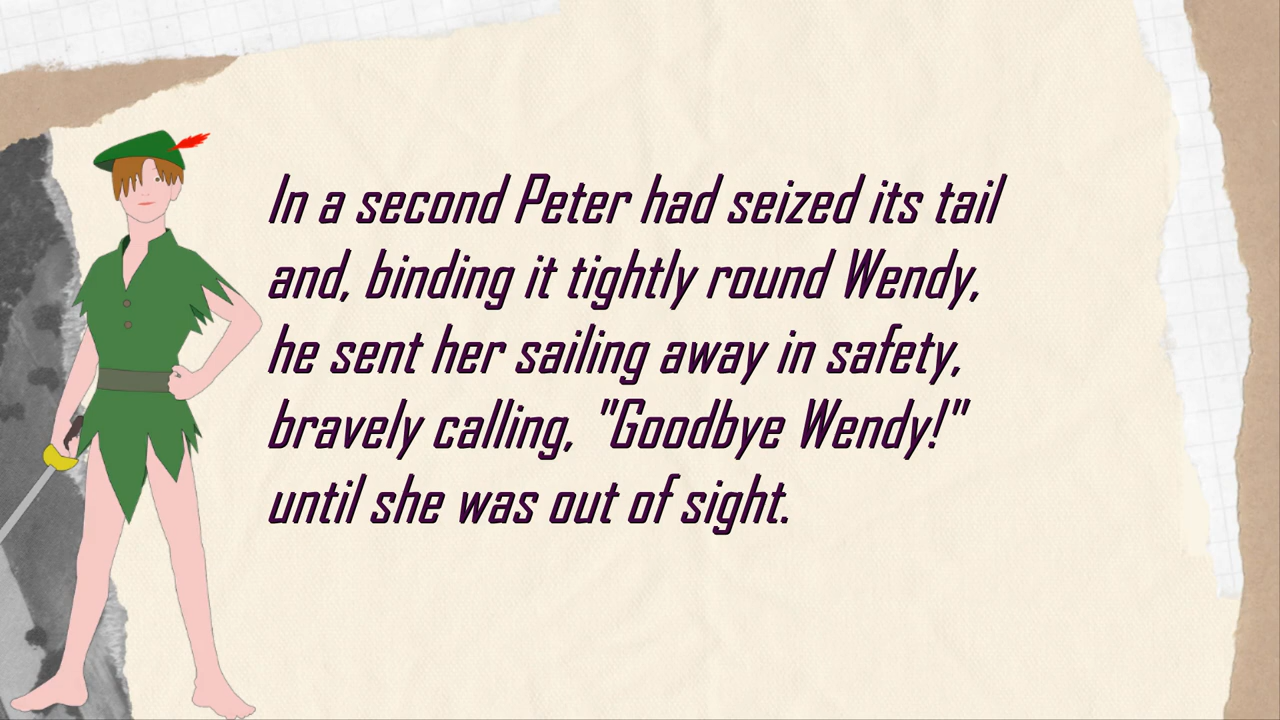 In a second Peter had seized its tail
and, binding it tightly round Wendy,
he sent her sailing away in safety,
bravely calling, "Goodbye Wendy!"
until she was out of sight.